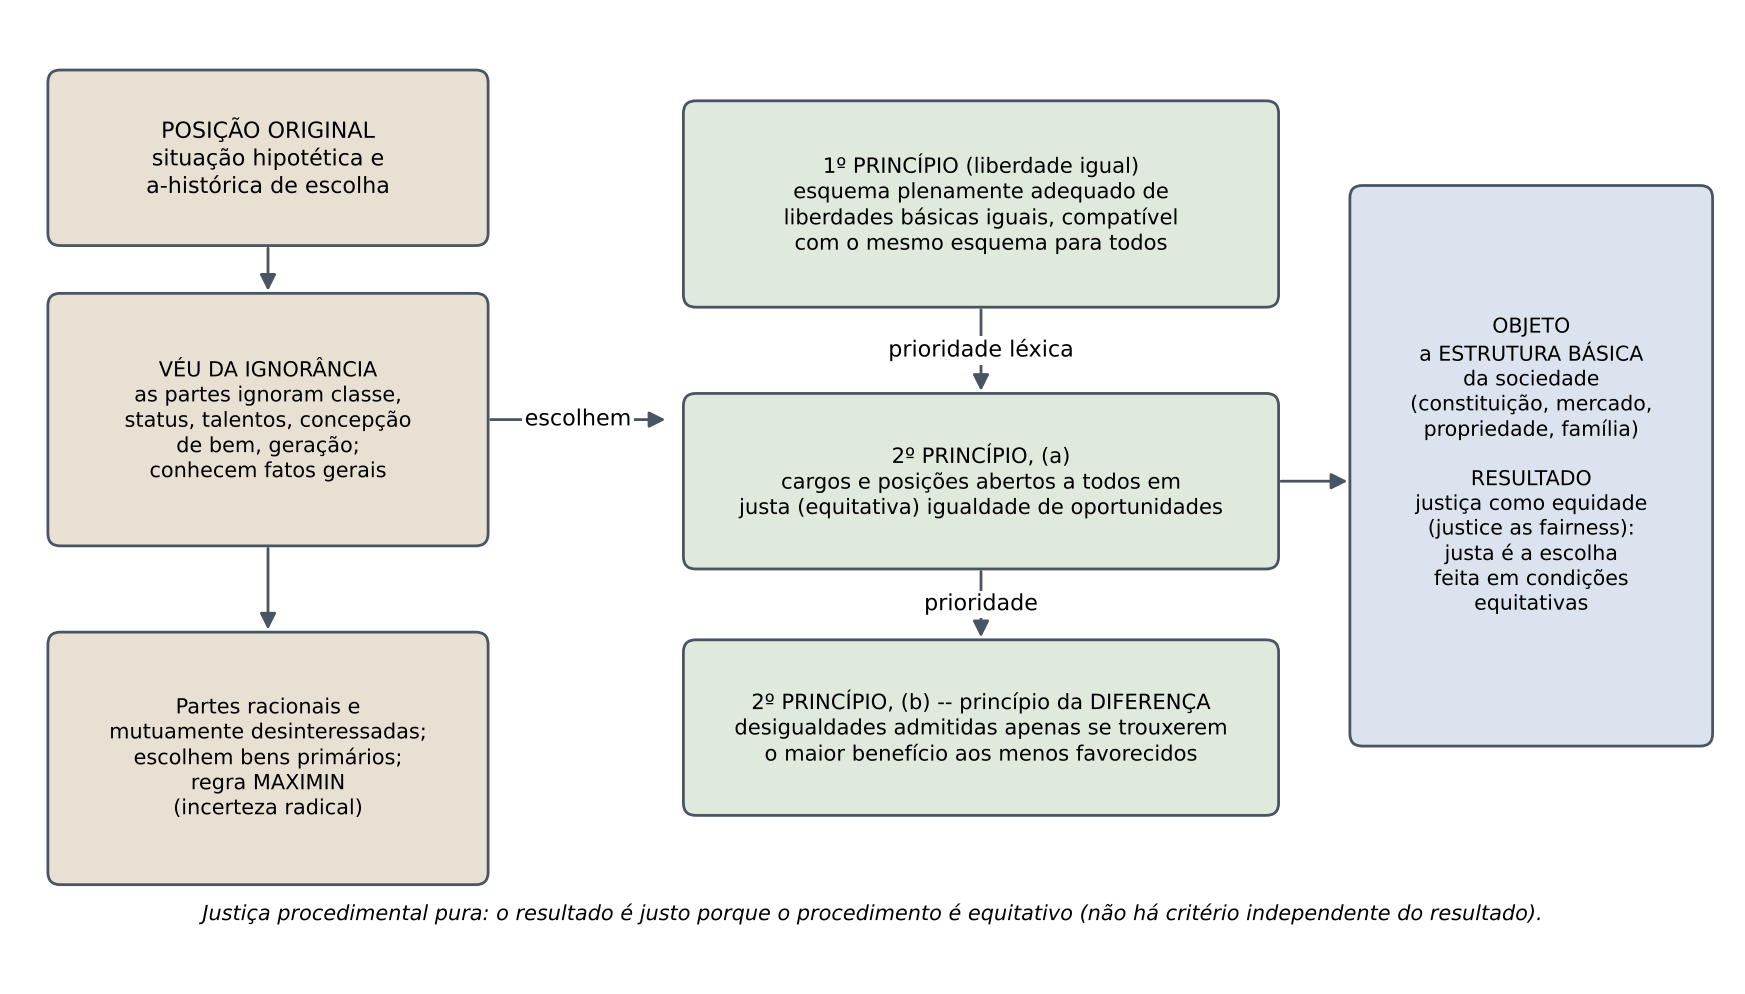 POSIÇÃO ORIGINAL
situação hipotética e
a-histórica de escolha
VÉU DA IGNORÂNCIA
as partes ignoram classe,
status, talentos, concepção
de bem, geração;
conhecem fatos gerais
Partes racionais e
mutuamente desinteressadas;
escolhem bens primários;
regra MAXIMIN
(incerteza radical)
escolhem
1º PRINCÍPIO (liberdade igual)
esquema plenamente adequado de
liberdades básicas iguais, compatível
com o mesmo esquema para todos
prioridade léxica
2º PRINCÍPIO, (a)
cargos e posições abertos a todos em
justa (equitativa) igualdade de oportunidades
prioridade
2º PRINCÍPIO, (b) -- princípio da DIFERENÇA
desigualdades admitidas apenas se trouxerem
o maior benefício aos menos favorecidos
OBJETO
a ESTRUTURA BÁSICA
da sociedade
(constituição, mercado,
propriedade, família)
RESULTADO
justiça como equidade
(justice as fairness):
justa é a escolha
feita em condições
equitativas
Justiça procedimental pura: o resultado é justo porque o procedimento é equitativo (não há critério independente do resultado).